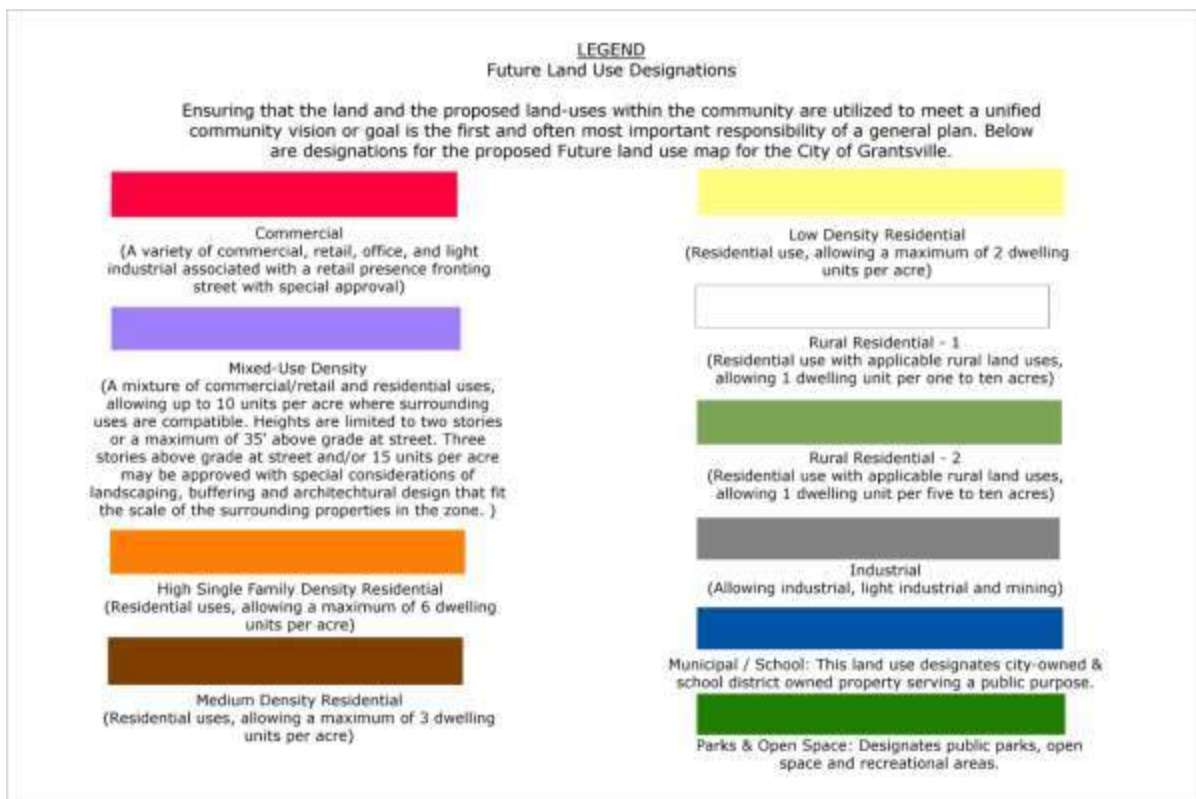 LEGEND
Future Land Use Designations
Ensuring that the land and the proposed land-uses within the community are utilized to meet a unified
community vision or goal is the first and often most important responsibility of a general plan. Below
are designations for the proposed Future land use map for the City of Grantsville.
Commercial
(A variety of commercial, retail, office, and light
industrial associated with a retail presence fronting
street with special approval)
Mixed-Use Density
(A mixture of commercial/retail and residential uses,
allowing up to 10 units per acre where surrounding
uses are compatible. Heights are limited to two stories
or a maximum of 35' above grade at street. Three
stories above grade at street and/or 15 units per acre
may be approved with special considerations of
landscaping, buffering and architechtural design that fit
the scale of the surrounding properties in the zone. )
High Single Family Density Residential
(Residential uses, allowing a maximum of 6 dwelling
units per acre)
Medium Density Residential
(Residential uses, allowing a maximum of 3 dwelling
units per acre)
Low Density Residential
(Residential use, allowing a maximum of 2 dwelling
units per acre)
Rural Residential - 1
(Residential use with applicable rural land uses,
allowing 1 dwelling unit per one to ten acres)
Rural Residential - 2
(Residential use with applicable rural land uses,
allowing 1 dwelling unit per five to ten acres)
Industrial
(Allowing industrial, light industrial and mining)
Municipal / School: This land use designates city-owned &
school district owned property serving a public purpose.
Parks & Open Space: Designates public parks, open
space and recreational areas.